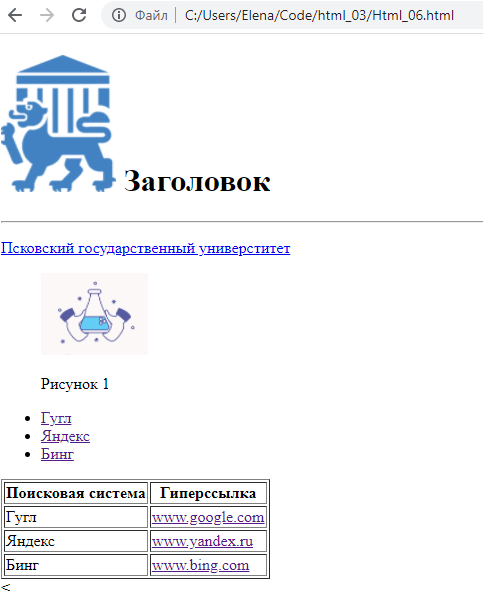 Файл C:/Users/Elena/Code/html_03/Html_06.html
Заголовок
Псковский государственный универститет
Рисунок 1
Гугл
Яндекс
Бинг
Поисковая система Гиперссылка
Гугл www.google.com
Яндекс www.yandex.ru
Бинг www.bing.com
<